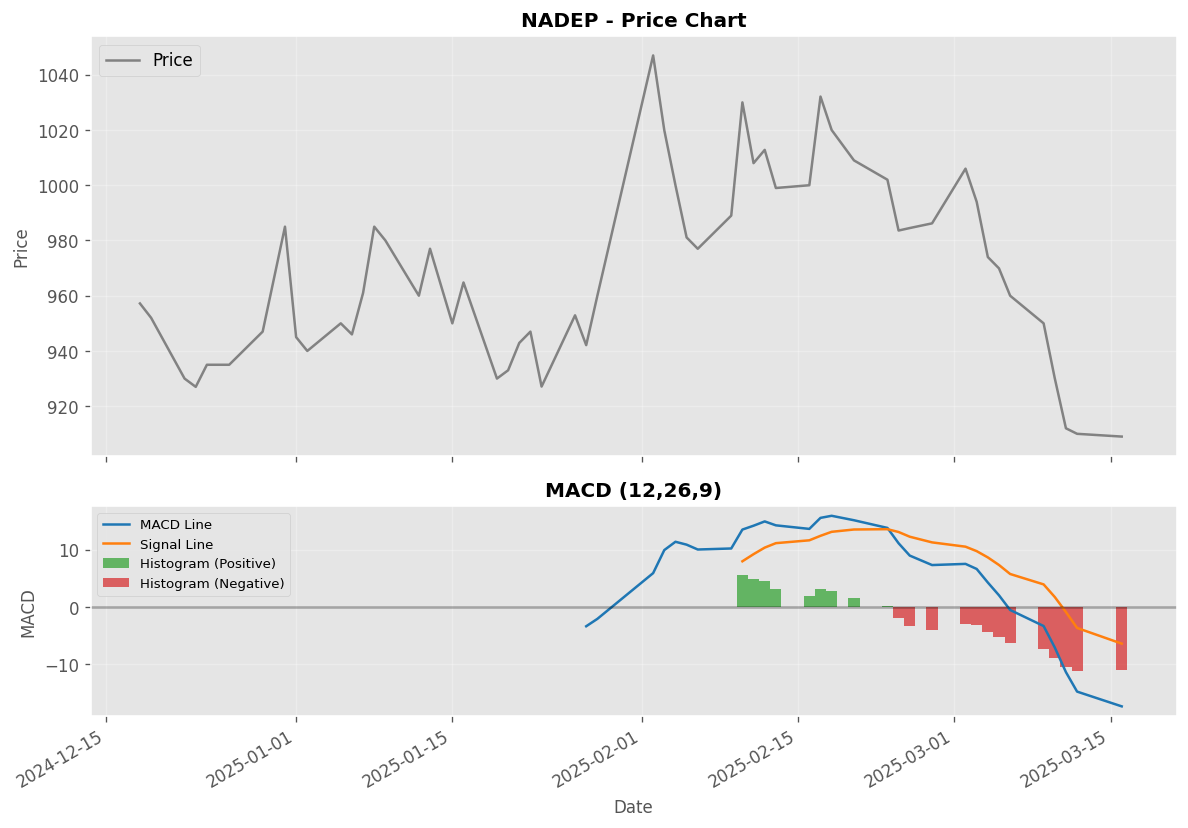 NADEP - Price Chart
Price
1040
1020
1000
980
960
940
920
Price
MACD (12,26,9)
MACD Line
Signal Line
Histogram (Positive)
Histogram (Negative)
10
0
−10
MACD
2024-12-15
2025-01-01
2025-01-15
2025-02-01
2025-02-15
2025-03-01
2025-03-15
Date